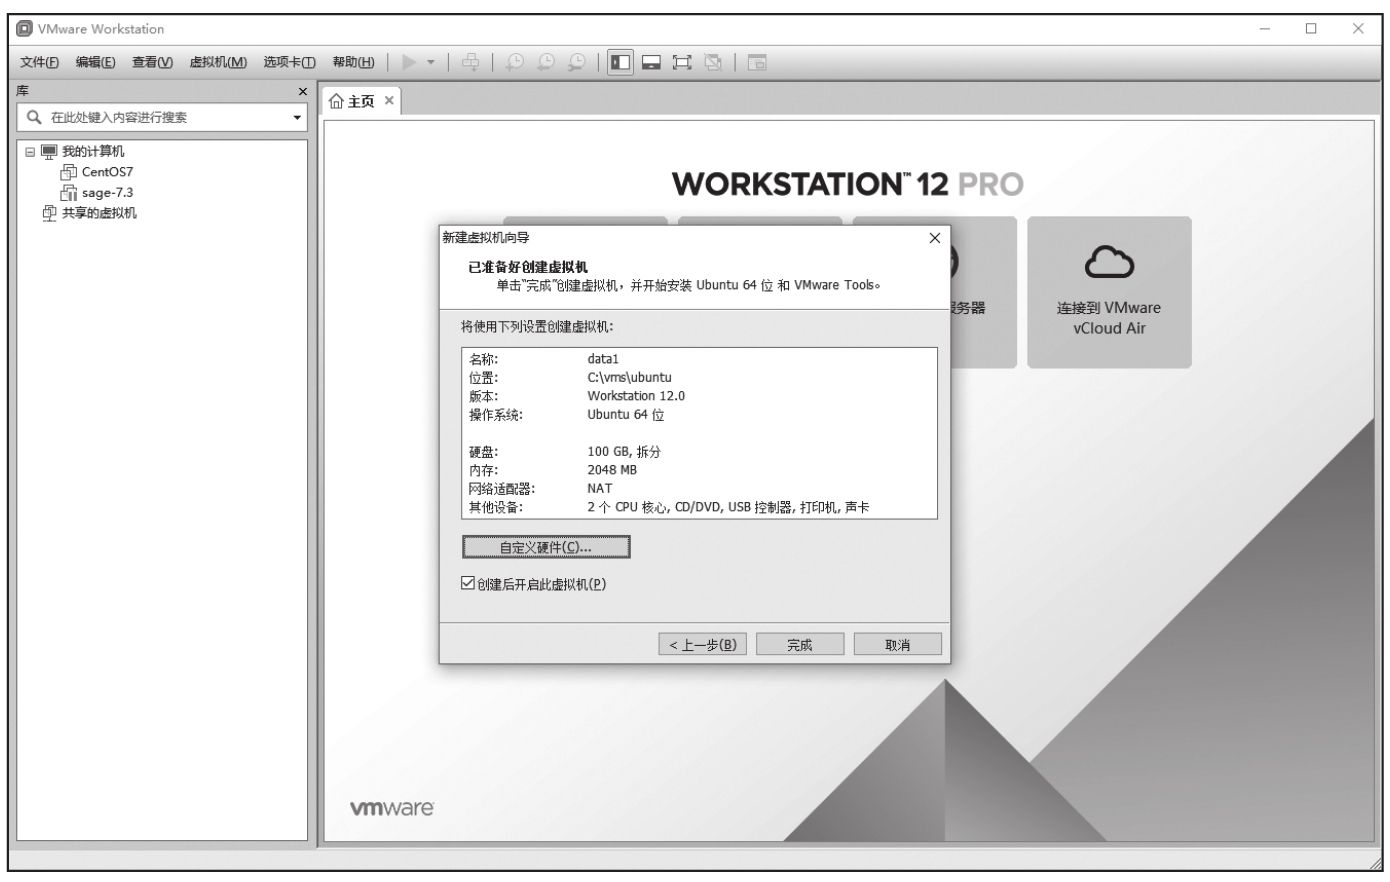 VMware Workstation
文件(F) 编辑(E) 查看(V) 虚拟机(M) 选项卡(T) 帮助(H)
库
主页
在此处键入内容进行搜索
我的计算机
CentOS7
sage-7.3
共享的虚拟机
WORKSTATION™ 12 PRO
新建虚拟机向导
已准备好创建虚拟机
单击“完成”创建虚拟机，并开始安装 Ubuntu 64 位 和 VMware Tools。
服务器
连接到 VMware
vCloud Air
将使用下列设置创建虚拟机:
名称: data1
位置: C:\vms\ubuntu
版本: Workstation 12.0
操作系统: Ubuntu 64 位
硬盘: 100 GB, 拆分
内存: 2048 MB
网络适配器: NAT
其他设备: 2 个 CPU 核心, CD/DVD, USB 控制器, 打印机, 声卡
自定义硬件(C)...
创建后开启此虚拟机(P)
< 上一步(B) 完成 取消
vmware